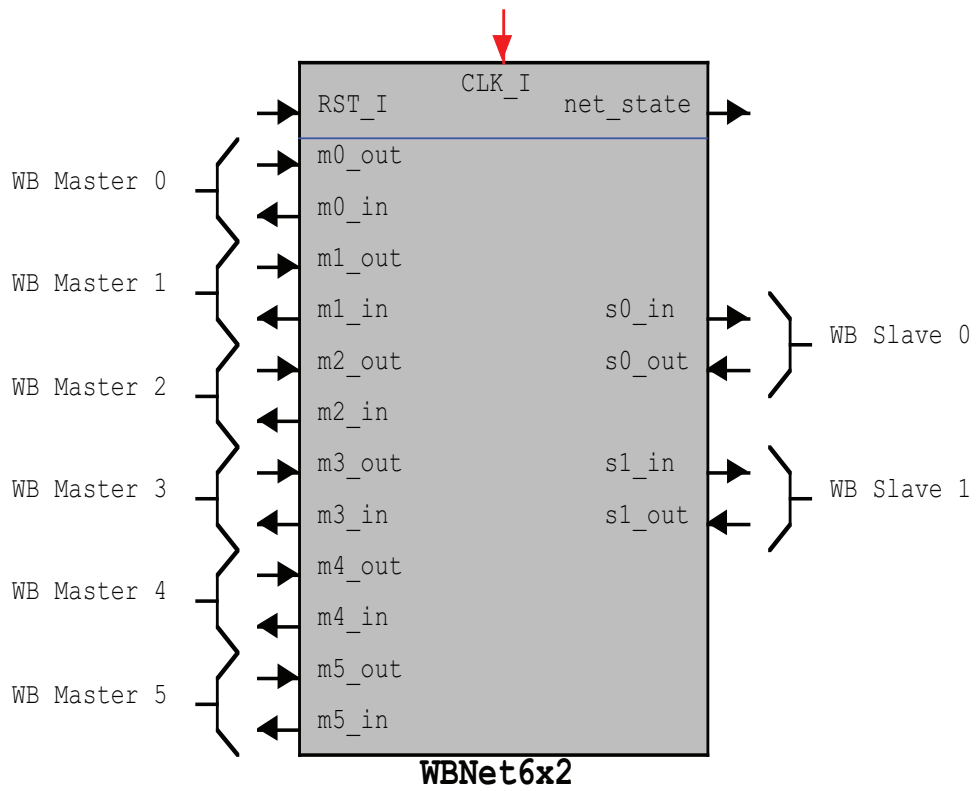 CLK_I
RST_I
net_state
WB Master 0
m0_out
m0_in
WB Master 1
m1_out
m1_in
WB Master 2
m2_out
m2_in
WB Master 3
m3_out
m3_in
WB Master 4
m4_out
m4_in
WB Master 5
m5_out
m5_in
s0_in
s0_out
WB Slave 0
s1_in
s1_out
WB Slave 1
WBNet6x2